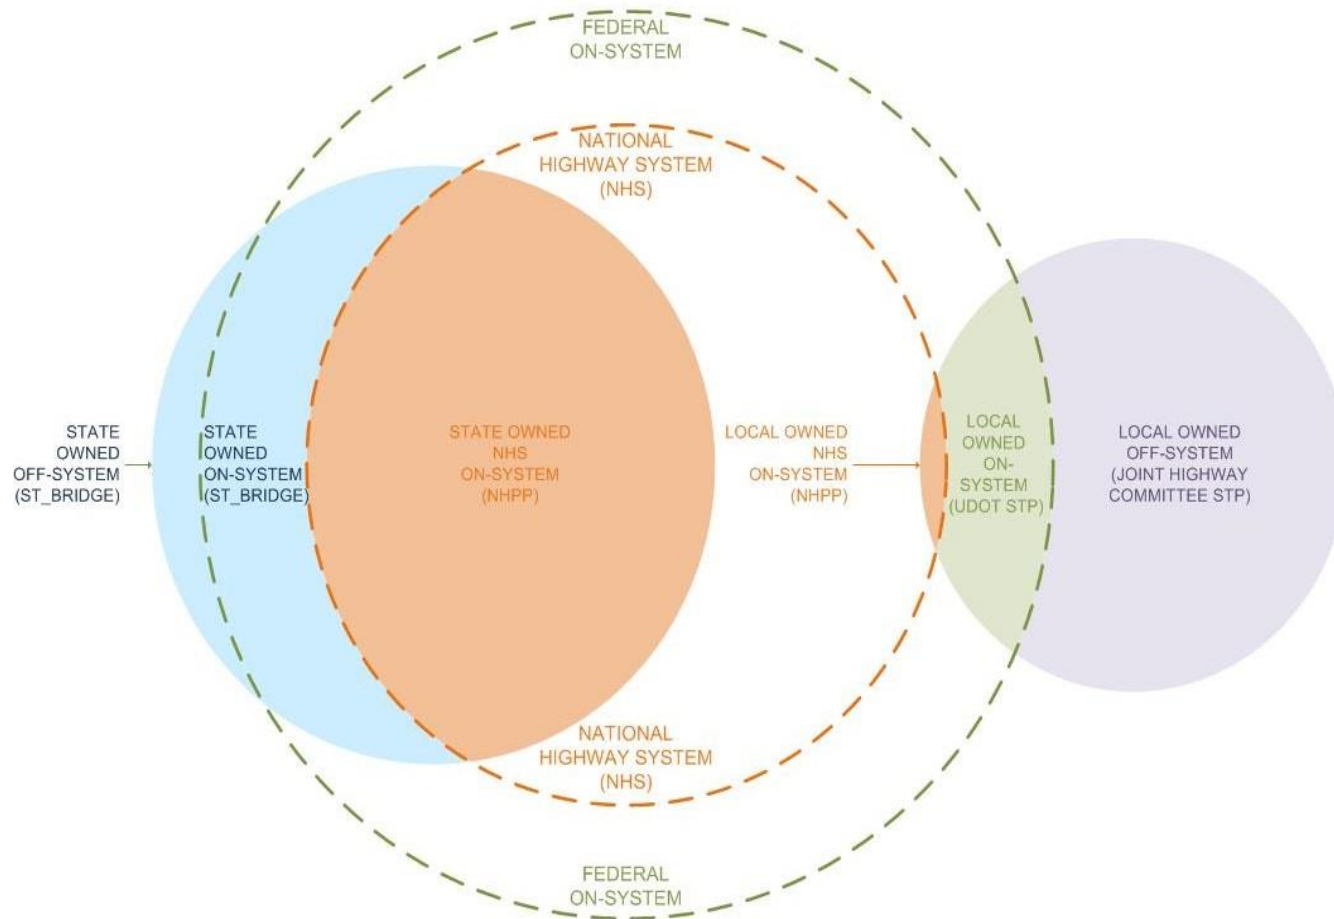 FEDERAL
ON-SYSTEM
NATIONAL
HIGHWAY SYSTEM
(NHS)
STATE
OWNED
OFF-SYSTEM
(ST_BRIDGE)
STATE
OWNED
ON-SYSTEM
(ST_BRIDGE)
STATE OWNED
NHS
ON-SYSTEM
(NHPP)
LOCAL OWNED
NHS
ON-SYSTEM
(NHPP)
LOCAL
OWNED
ON-
SYSTEM
(UDOT STP)
LOCAL OWNED
OFF-SYSTEM
(JOINT HIGHWAY
COMMITTEE STP)
NATIONAL
HIGHWAY SYSTEM
(NHS)
FEDERAL
ON-SYSTEM